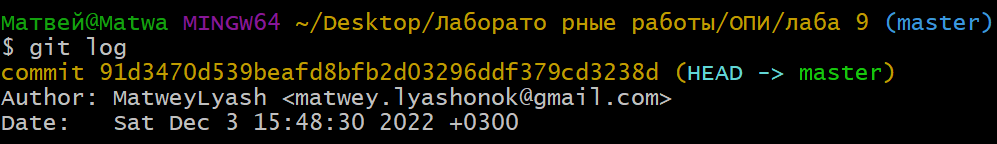 Матвей@Matwa MINGW64 ~/Desktop/Лаборато рные работы/ОПИ/лаба 9 (master)
$ git log
commit 91d3470d539beafd8bfb2d03296ddf379cd3238d (HEAD -> master)
Author: MatweyLyash <matwey.lyashonok@gmail.com>
Date:   Sat Dec 3 15:48:30 2022 +0300